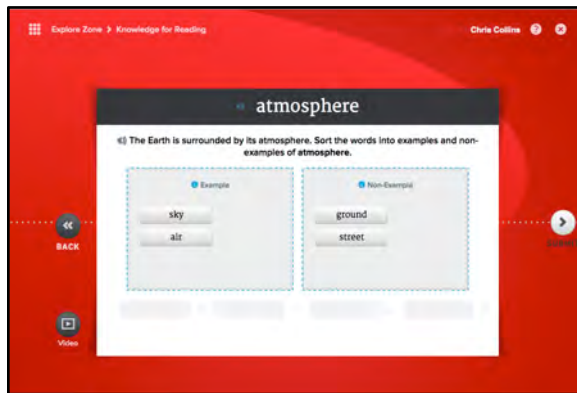 Explore Zone > Knowledge for Reading
Chris Collins
atmosphere
The Earth is surrounded by its atmosphere. Sort the words into examples and non-
examples of atmosphere.
Example
Non-Example
sky
ground
air
street
BACK
Video